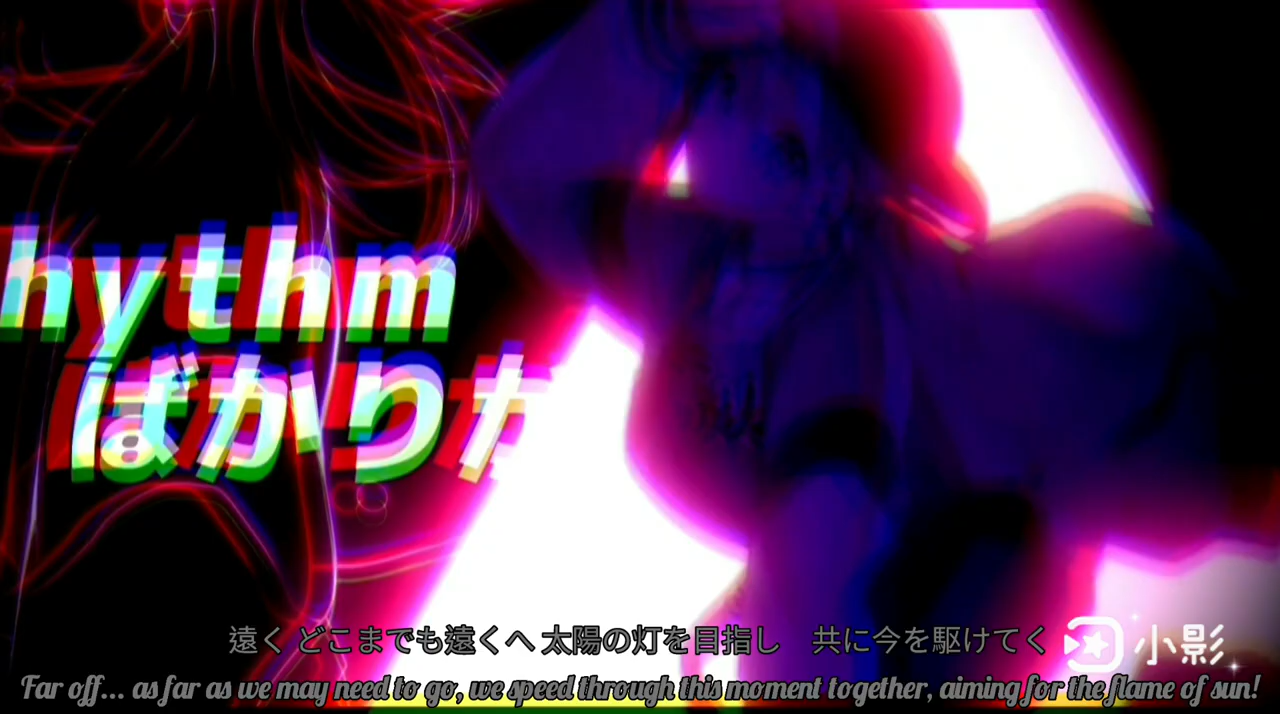 hythm
ばかりか
遠く どこまでも遠くへ 太陽の灯を目指し　共に今を駆けてく
小影
Far off... as far as we may need to go, we speed through this moment together, aiming for the flame of sun!